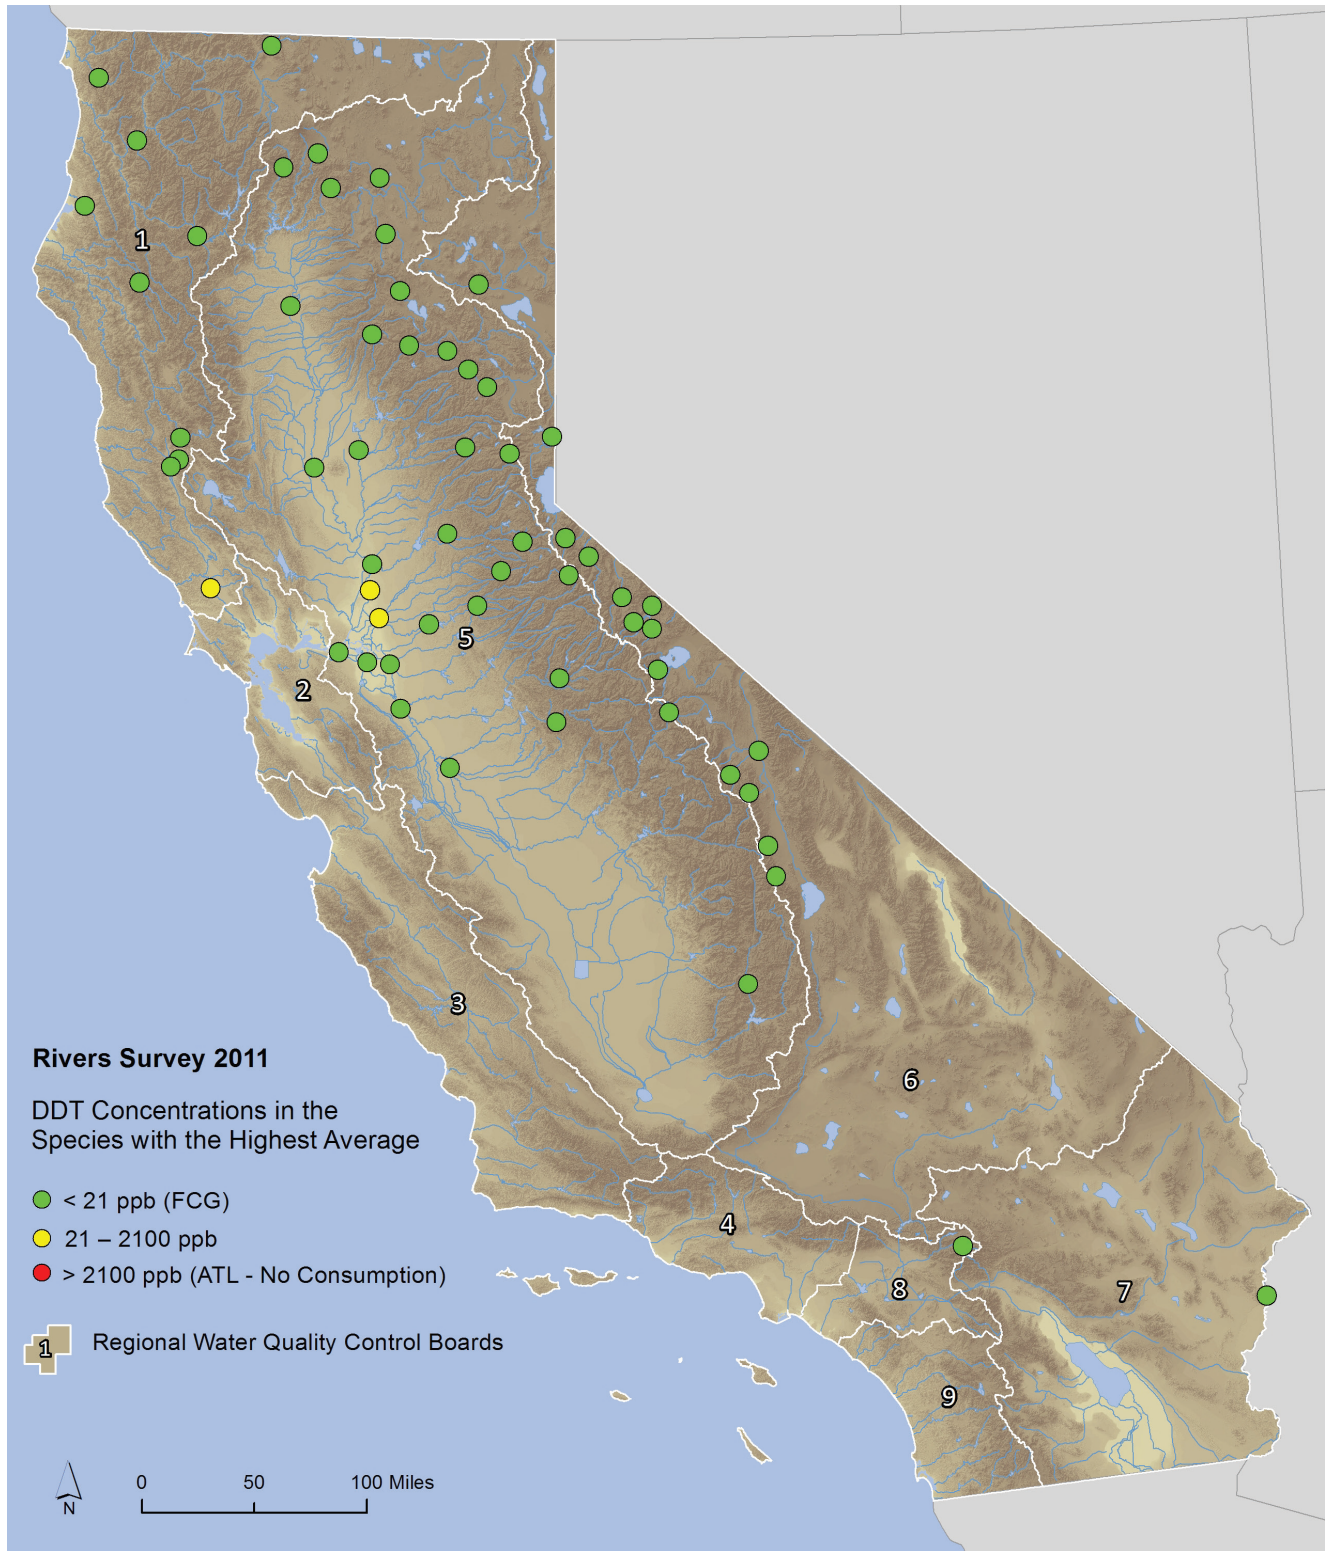 1
5
2
3
6
4
8
7
9
Rivers Survey 2011
DDT Concentrations in the
Species with the Highest Average
< 21 ppb (FCG)
21 – 2100 ppb
> 2100 ppb (ATL - No Consumption)
1 Regional Water Quality Control Boards
N
0 50 100 Miles